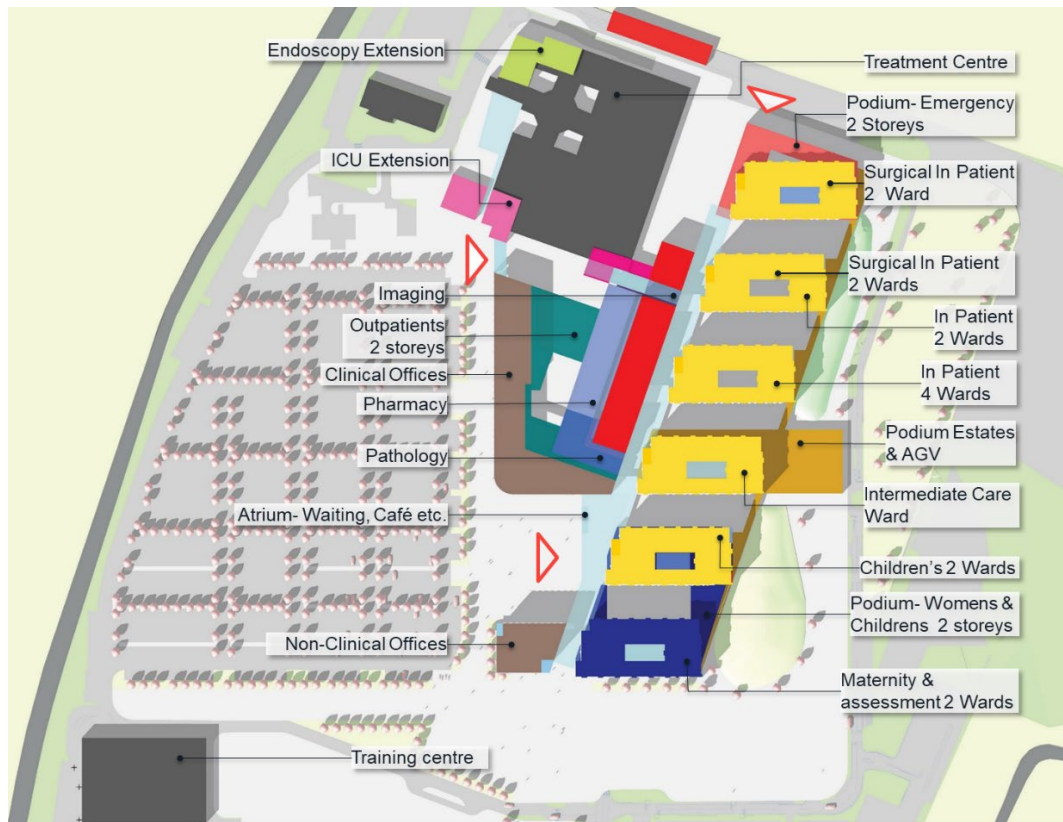 Endoscopy Extension
Treatment Centre
Podium- Emergency
2 Storeys
ICU Extension
Surgical In Patient
2 Ward
Surgical In Patient
2 Wards
Imaging
Outpatients
2 storeys
In Patient
2 Wards
Clinical Offices
In Patient
4 Wards
Pharmacy
Podium Estates
& AGV
Pathology
Intermediate Care
Ward
Atrium- Waiting, Café etc.
Children's 2 Wards
Podium- Womens &
Childrens 2 storeys
Non-Clinical Offices
Maternity &
assessment 2 Wards
Training centre